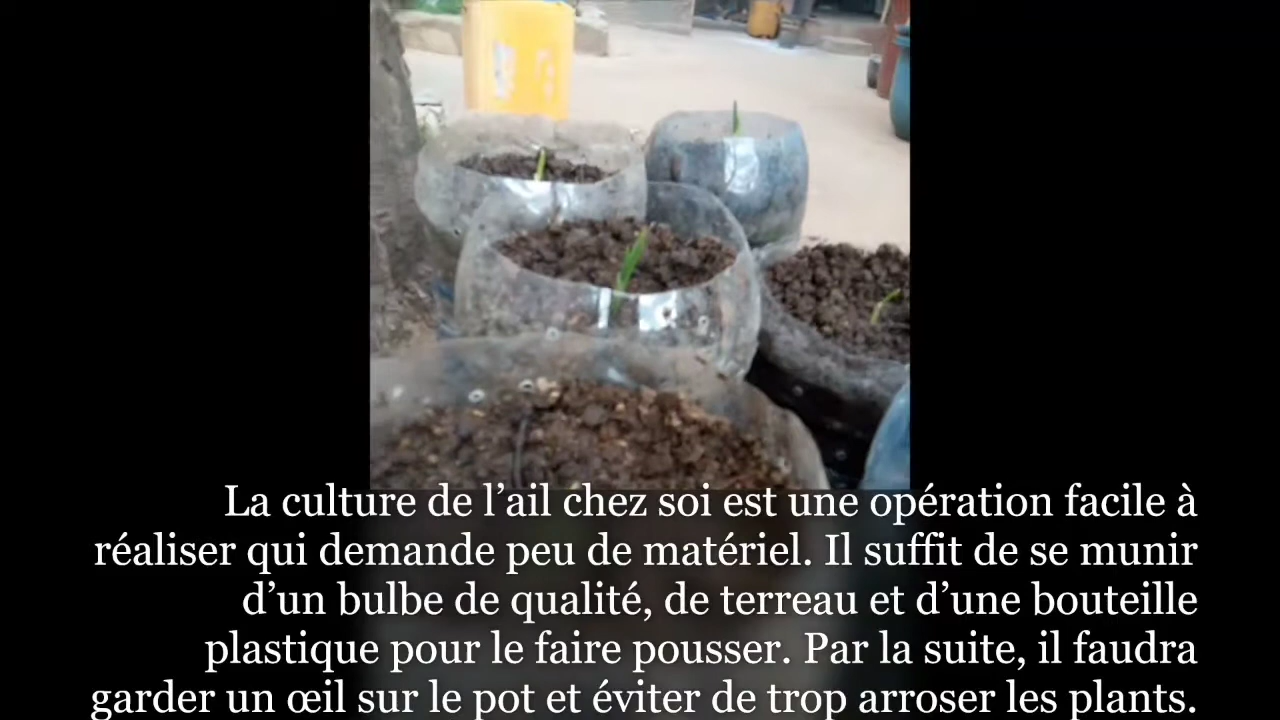 La culture de l’ail chez soi est une opération facile à
réaliser qui demande peu de matériel. Il suffit de se munir
d’un bulbe de qualité, de terreau et d’une bouteille
plastique pour le faire pousser. Par la suite, il faudra
garder un œil sur le pot et éviter de trop arroser les plants.